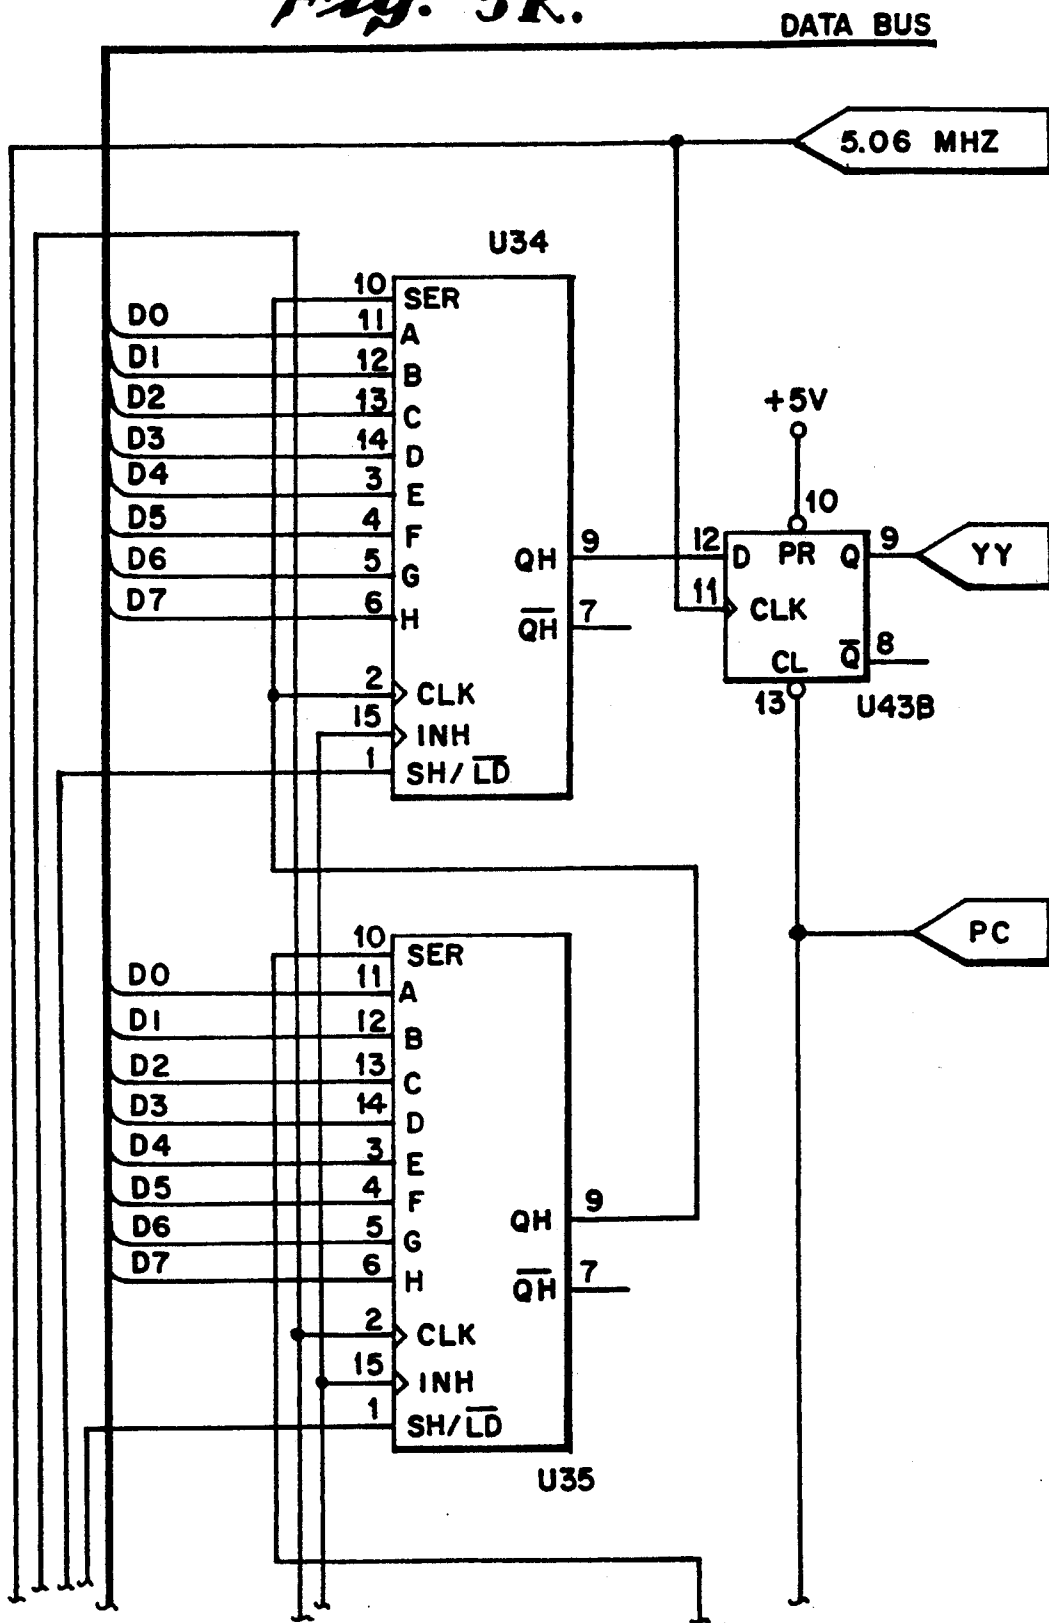 Fig. 5K.
DATA BUS
5.06 MHZ
U34
10 SER
D0 11 A
D1 12 B
D2 13 C
D3 14 D
D4 3 E
D5 4 F
D6 5 G
D7 6 H
QH 9
Q̅H̅ 7
2 CLK
15 INH
1 SH/L̅D̅
+5V
10
12 D PR Q 9
YY
11 CLK
CL Q̅ 8
13 U43B
PC
10 SER
D0 11 A
D1 12 B
D2 13 C
D3 14 D
D4 3 E
D5 4 F
D6 5 G
D7 6 H
QH 9
Q̅H̅ 7
2 CLK
15 INH
1 SH/L̅D̅
U35